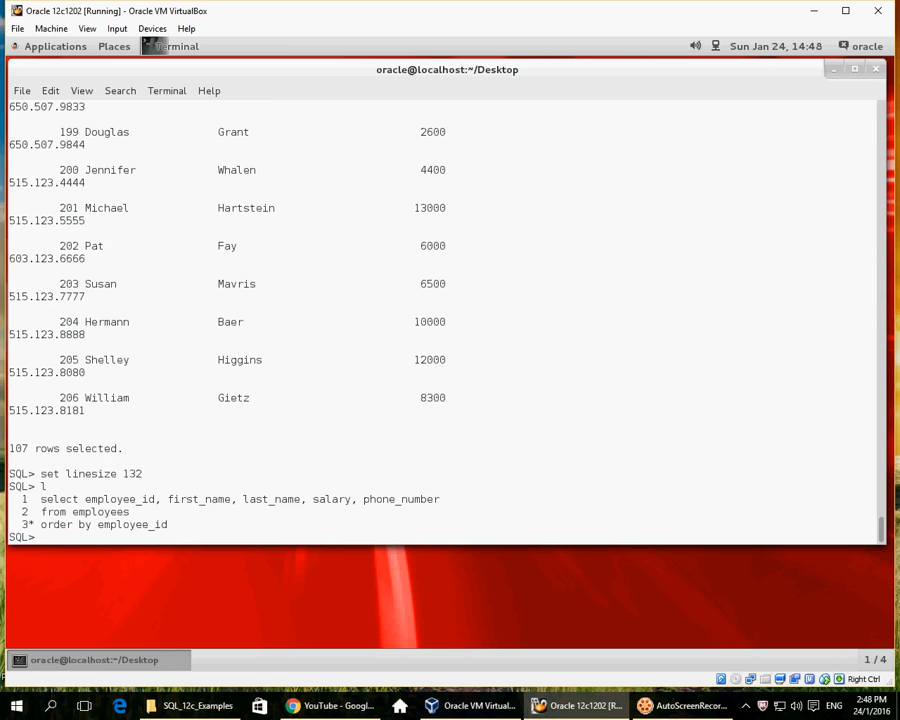 Oracle 12c1202 [Running] - Oracle VM VirtualBox
File Machine View Input Devices Help
Applications Places Terminal Sun Jan 24, 14:48 oracle
oracle@localhost:~/Desktop
File Edit View Search Terminal Help
650.507.9833
199 Douglas Grant 2600
650.507.9844
200 Jennifer Whalen 4400
515.123.4444
201 Michael Hartstein 13000
515.123.5555
202 Pat Fay 6000
603.123.6666
203 Susan Mavris 6500
515.123.7777
204 Hermann Baer 10000
515.123.8888
205 Shelley Higgins 12000
515.123.8080
206 William Gietz 8300
515.123.8181
107 rows selected.
SQL> set linesize 132
SQL> l
1 select employee_id, first_name, last_name, salary, phone_number
2 from employees
3* order by employee_id
SQL>
oracle@localhost:~/Desktop 1 / 4
Right Ctrl
SQL_12c_Examples YouTube - Googl... Oracle VM Virtual... Oracle 12c1202 [R... AutoScreenRecor... ENG 2:48 PM 24/1/2016